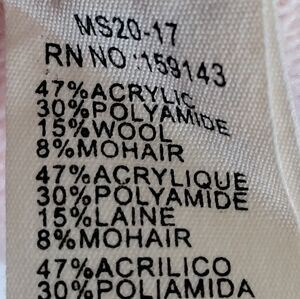 MS20-17
RN NO:159143
47%ACRYLIC
30%POLYAMIDE
15%WOOL
8%MOHAIR
47%ACRYLIQUE
30%POLYAMIDE
15%LAINE
8%MOHAIR
47%ACRILICO
30%POLIAMIDA